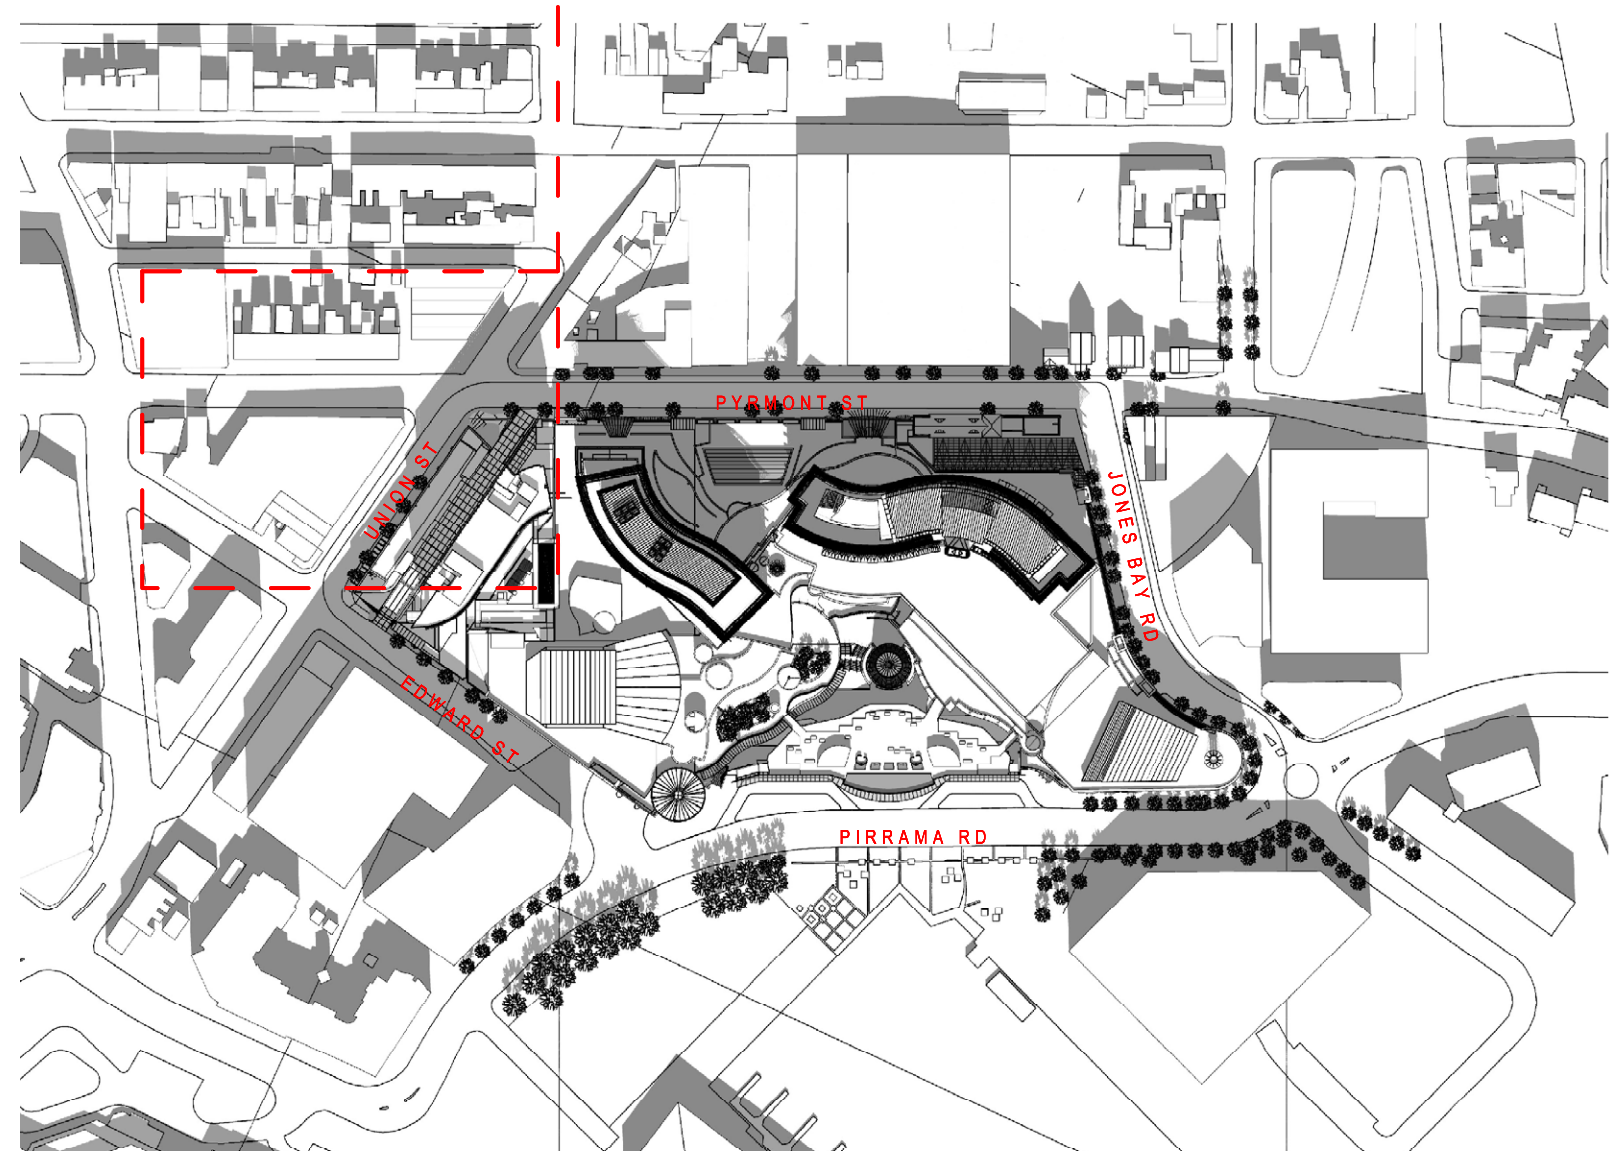 PYRMONT ST
UNION ST
JONES BAY RD
EDWARD ST
PIRRAMA RD